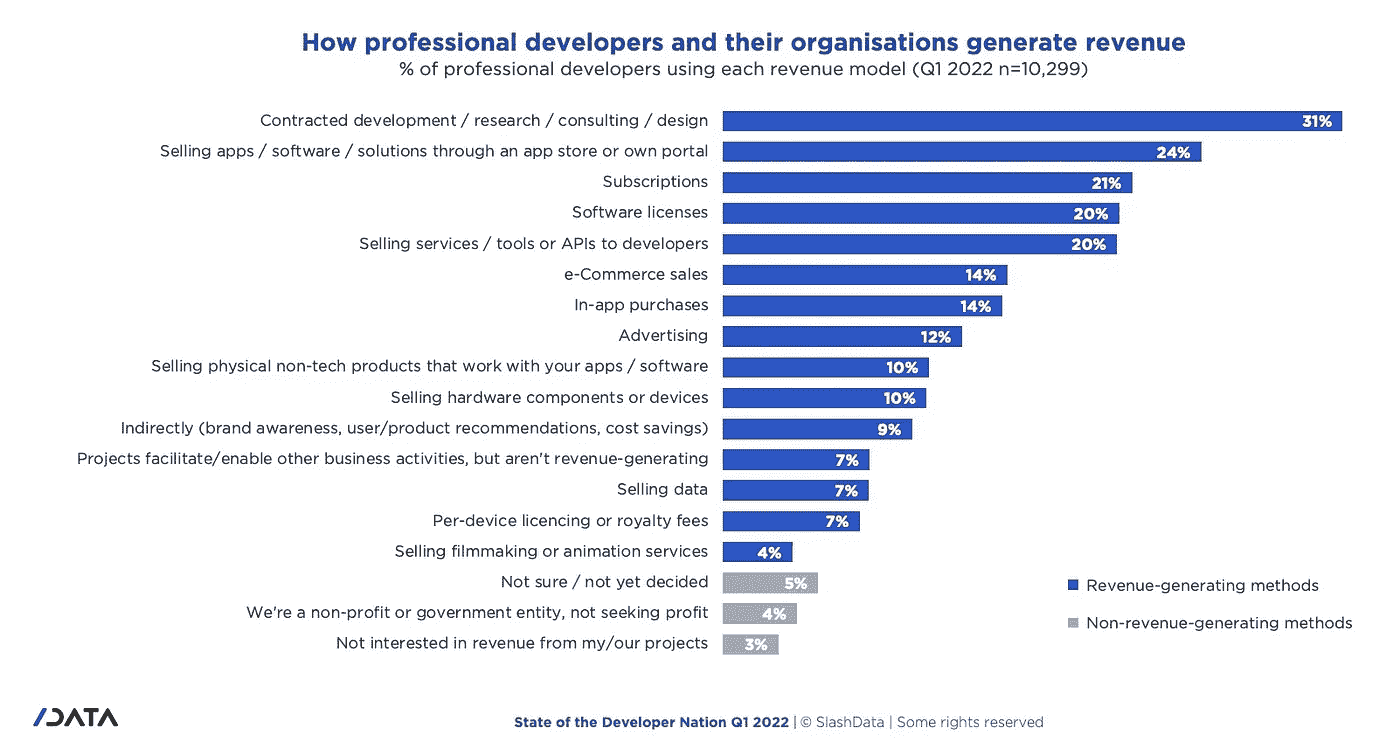 How professional developers and their organisations generate revenue
% of professional developers using each revenue model (Q1 2022 n=10,299)
Contracted development / research / consulting / design 31%
Selling apps / software / solutions through an app store or own portal 24%
Subscriptions 21%
Software licenses 20%
Selling services / tools or APIs to developers 20%
e-Commerce sales 14%
In-app purchases 14%
Advertising 12%
Selling physical non-tech products that work with your apps / software 10%
Selling hardware components or devices 10%
Indirectly (brand awareness, user/product recommendations, cost savings) 9%
Projects facilitate/enable other business activities, but aren't revenue-generating 7%
Selling data 7%
Per-device licencing or royalty fees 7%
Selling filmmaking or animation services 4%
Not sure / not yet decided 5%
We're a non-profit or government entity, not seeking profit 4%
Not interested in revenue from my/our projects 3%
Revenue-generating methods
Non-revenue-generating methods
/DATA
State of the Developer Nation Q1 2022 | © SlashData | Some rights reserved